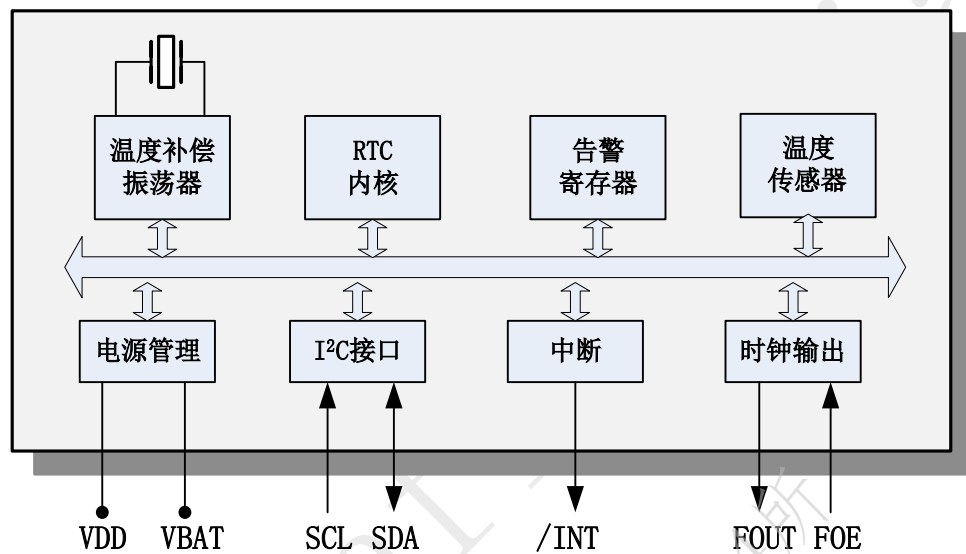 温度补偿
振荡器
RTC
内核
告警
寄存器
温度
传感器
电源管理
I²C接口
中断
时钟输出
VDD
VBAT
SCL
SDA
/INT
FOUT
FOE